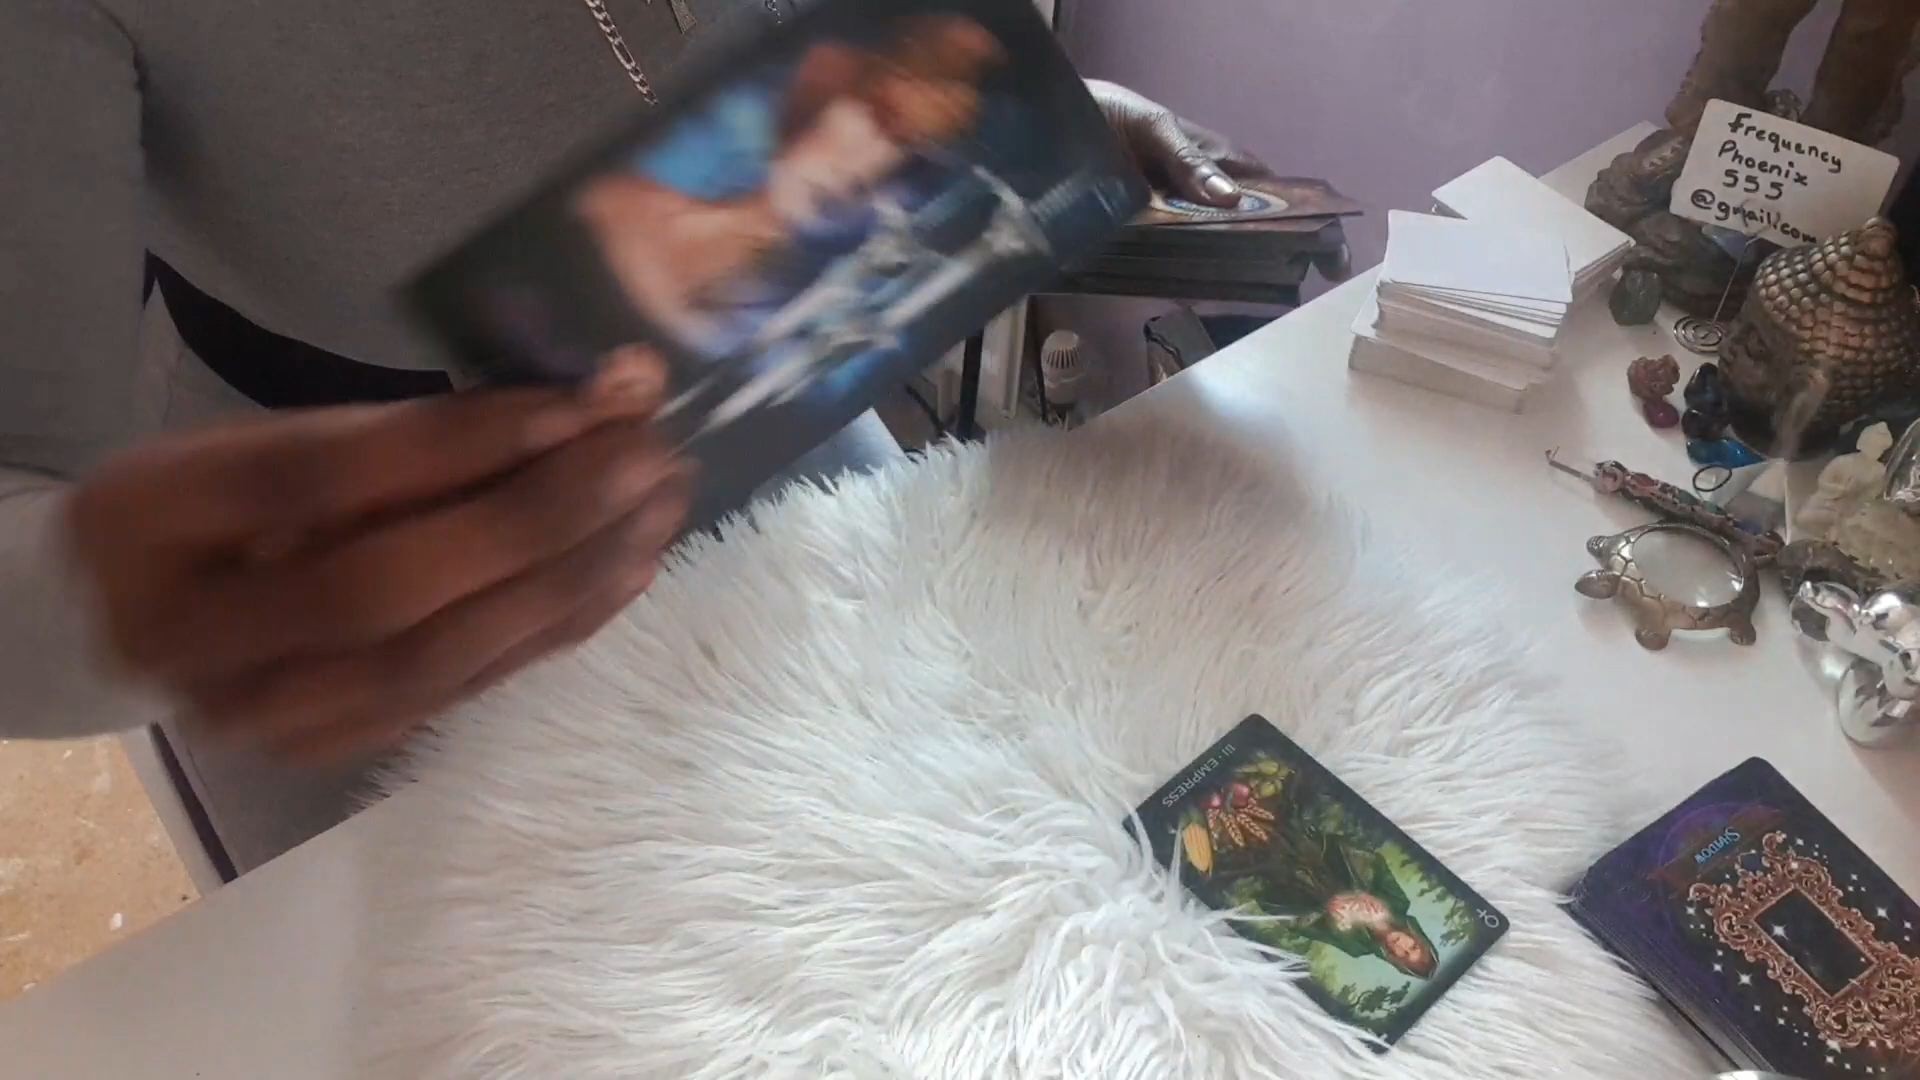 frequency
Phoenix
555
@gmail.com
III · EMPRESS
SHADOW